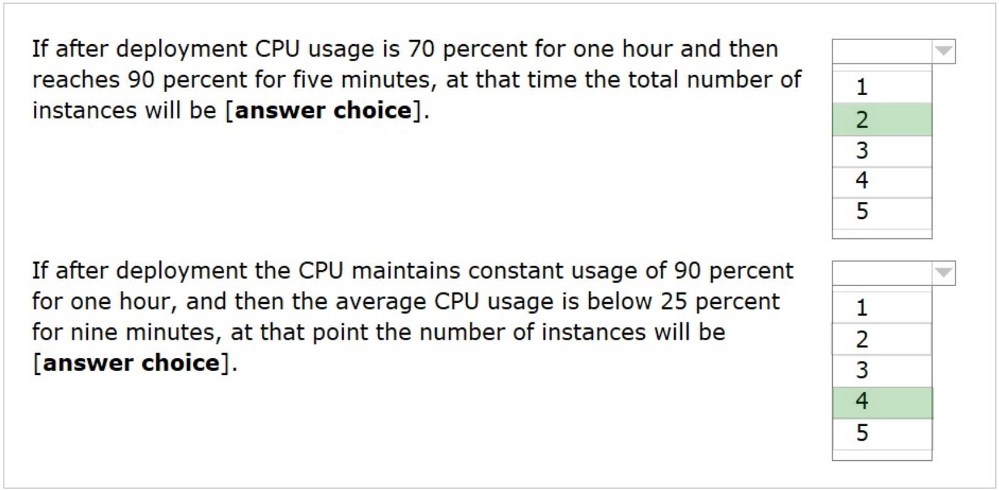 If after deployment CPU usage is 70 percent for one hour and then
reaches 90 percent for five minutes, at that time the total number of
instances will be [answer choice].
1
2
3
4
5
If after deployment the CPU maintains constant usage of 90 percent
for one hour, and then the average CPU usage is below 25 percent
for nine minutes, at that point the number of instances will be
[answer choice].
1
2
3
4
5